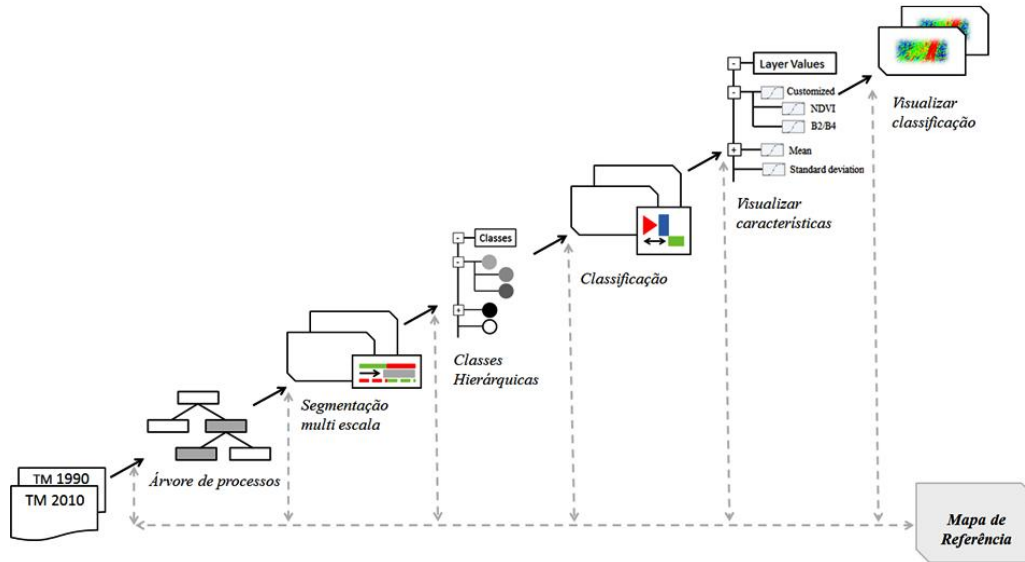 TM 1990
TM 2010
Árvore de processos
Segmentação
multi escala
Classes
Classes
Hierárquicas
Classificação
Layer Values
Customized
NDVI
B2/B4
Mean
Standard deviation
Visualizar
características
Visualizar
classificação
Mapa de
Referência